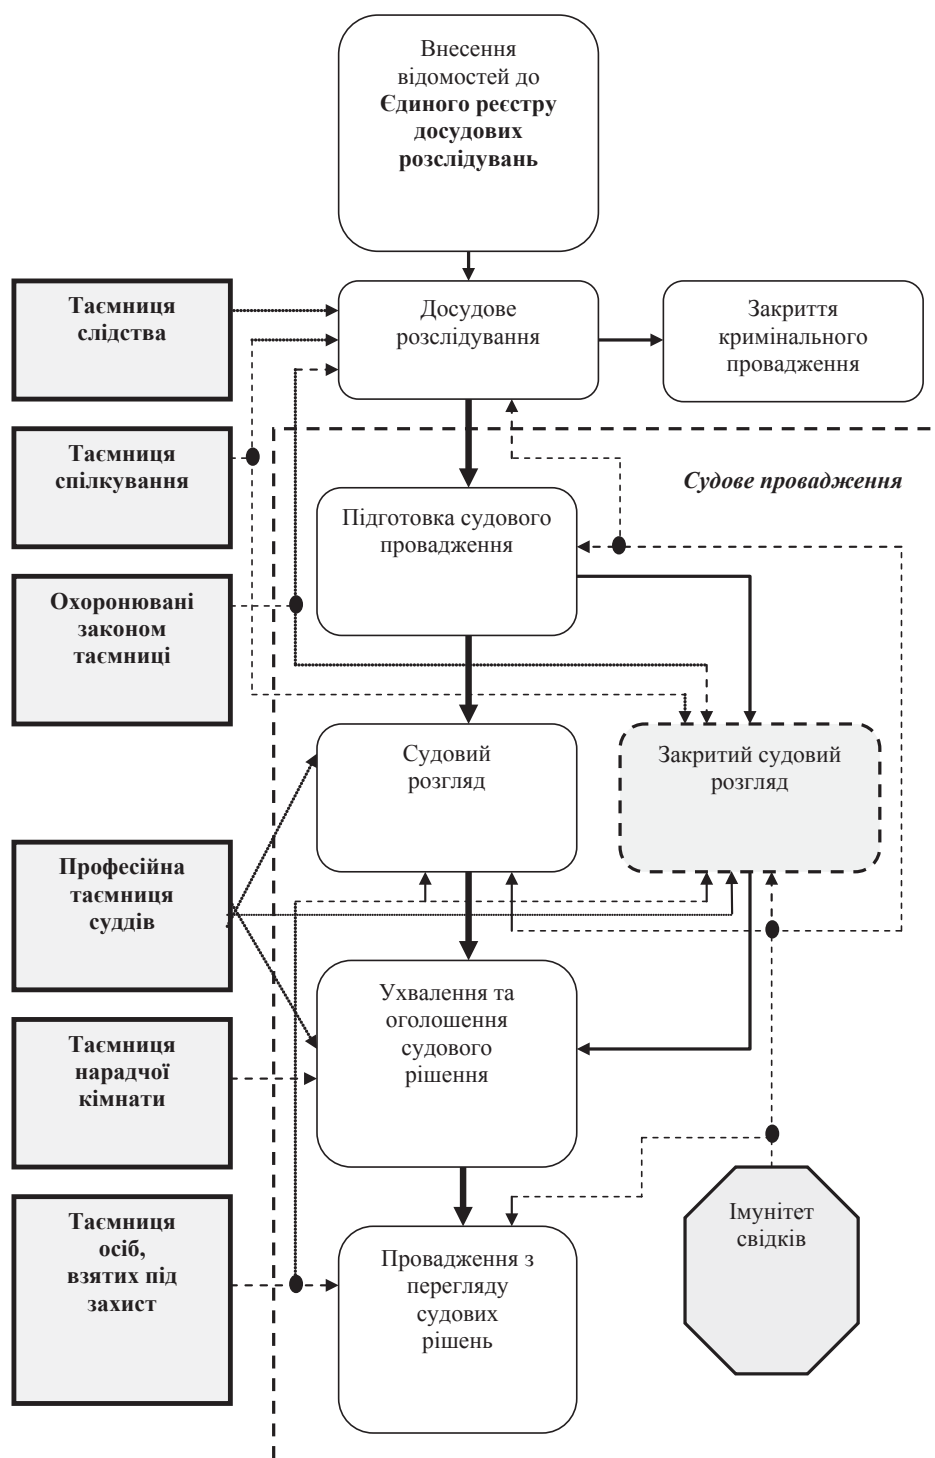 Внесення
відомостей до
Єдиного реєстру
досудових
розслідувань
Таємниця
слідства
Досудове
розслідування
Закриття
кримінального
провадження
Таємниця
спілкування
Судове провадження
Підготовка судового
провадження
Охоронювані
законом
таємниці
Судовий
розгляд
Закритий судовий
розгляд
Професійна
таємниця
суддів
Ухвалення та
оголошення
судового
рішення
Таємниця
нарадчої
кімнати
Таємниця
осіб,
взятих під
захист
Імунітет
свідків
Провадження з
перегляду
судових
рішень